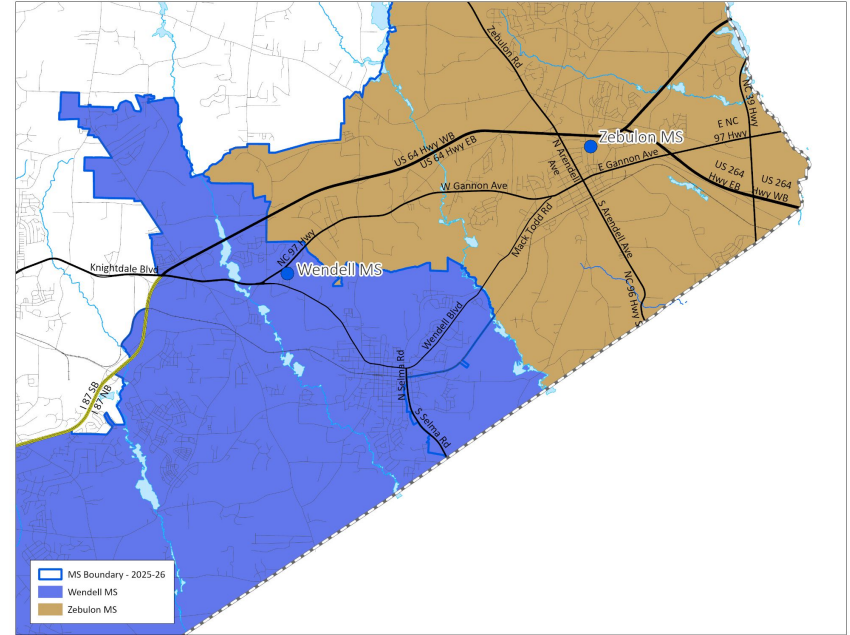 Zebulon Rd
NC 39 Hwy
US 64 Hwy WB
US 64 Hwy EB
Zebulon MS
E NC
97 Hwy
N Arendell
Ave
E Gannon Ave
US 264
Hwy EB
US 264
Hwy WB
W Gannon Ave
Mack Todd Rd
S Arendell Ave
NC 97 Hwy
Knightdale Blvd
Wendell MS
NC 96 Hwy S
Wendell Blvd
I 87 SB
I 87 NB
N Selma Rd
S Selma Rd
MS Boundary - 2025-26
Wendell MS
Zebulon MS